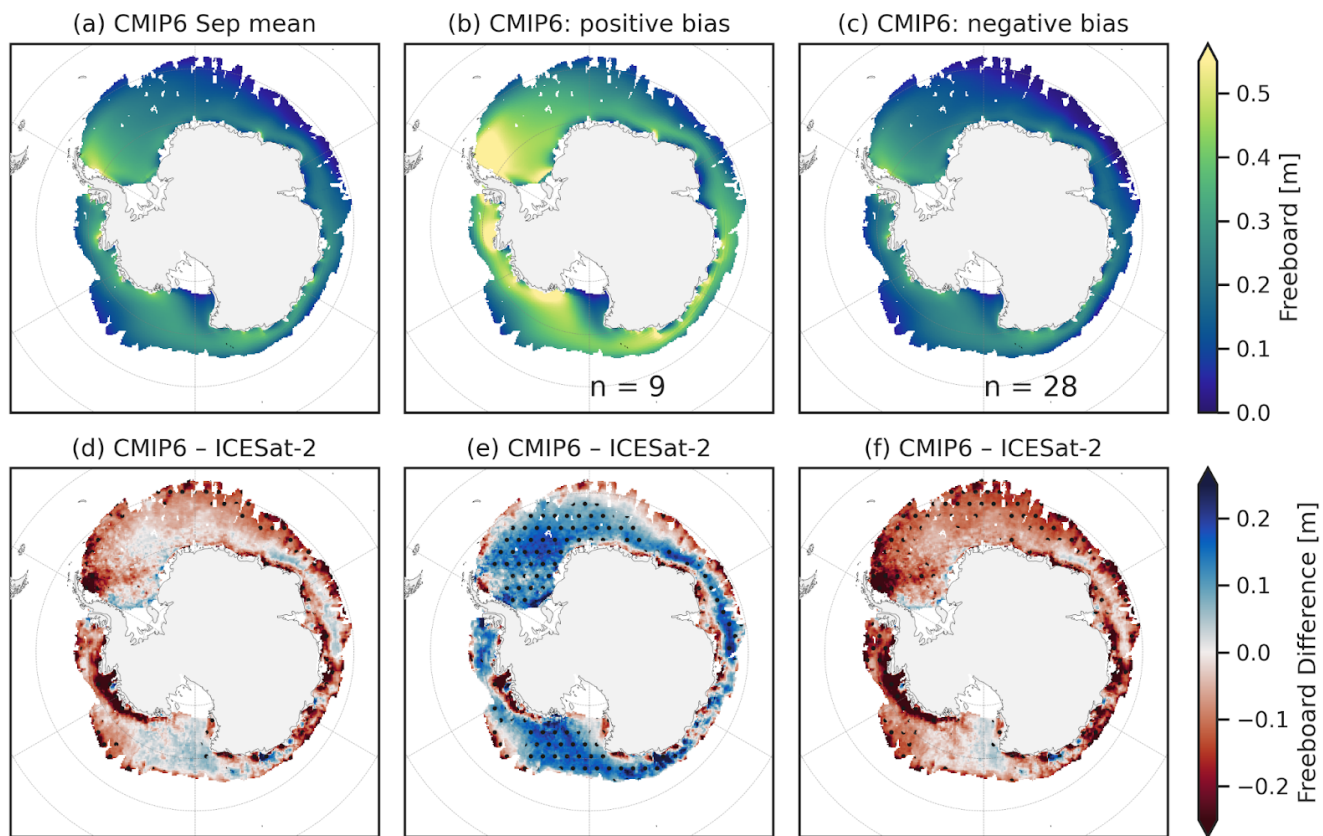 (a) CMIP6 Sep mean
(b) CMIP6: positive bias
(c) CMIP6: negative bias
n = 9
n = 28
0.5
0.4
0.3
0.2
0.1
0.0
Freeboard [m]
(d) CMIP6 – ICESat-2
(e) CMIP6 – ICESat-2
(f) CMIP6 – ICESat-2
0.2
0.1
0.0
−0.1
−0.2
Freeboard Difference [m]